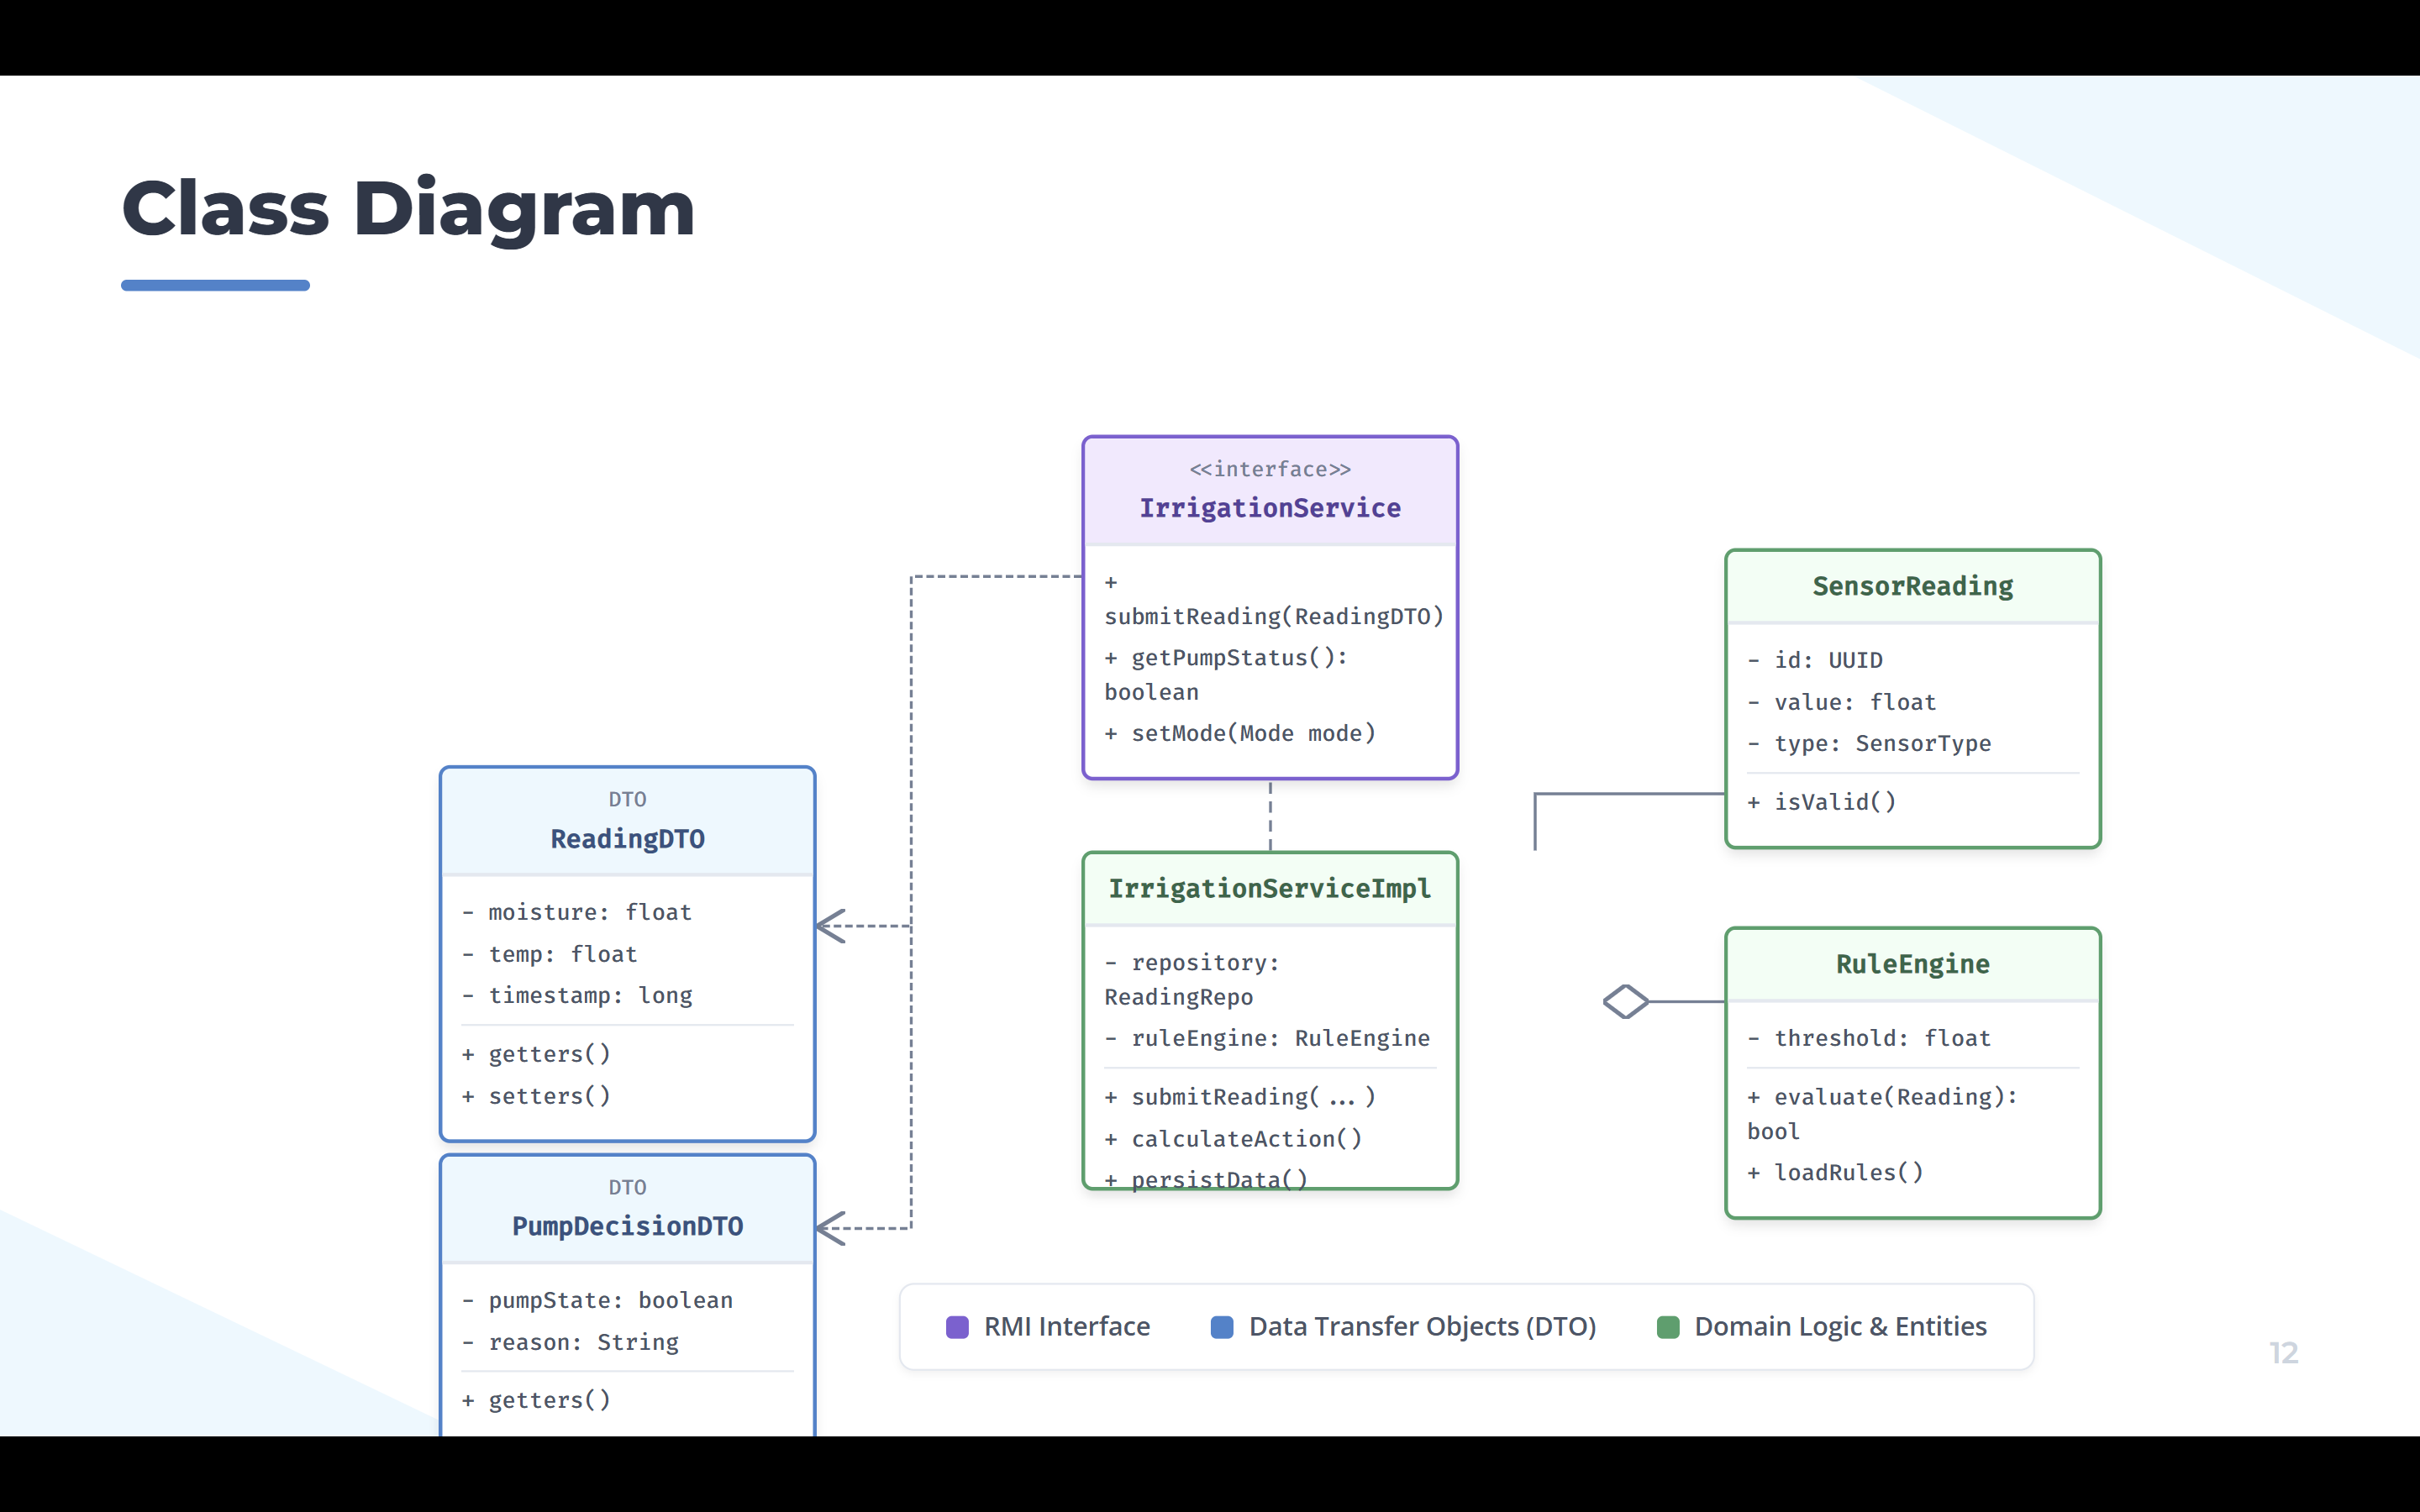 Class Diagram
<<interface>>
IrrigationService
+
submitReading(ReadingDTO)
+ getPumpStatus():
boolean
+ setMode(Mode mode)
SensorReading
- id: UUID
- value: float
- type: SensorType
+ isValid()
DTO
ReadingDTO
- moisture: float
- temp: float
- timestamp: long
+ getters()
+ setters()
IrrigationServiceImpl
- repository:
ReadingRepo
- ruleEngine: RuleEngine
+ submitReading(...)
+ calculateAction()
+ persistData()
RuleEngine
- threshold: float
+ evaluate(Reading):
bool
+ loadRules()
DTO
PumpDecisionDTO
- pumpState: boolean
- reason: String
+ getters()
RMI Interface
Data Transfer Objects (DTO)
Domain Logic & Entities
12